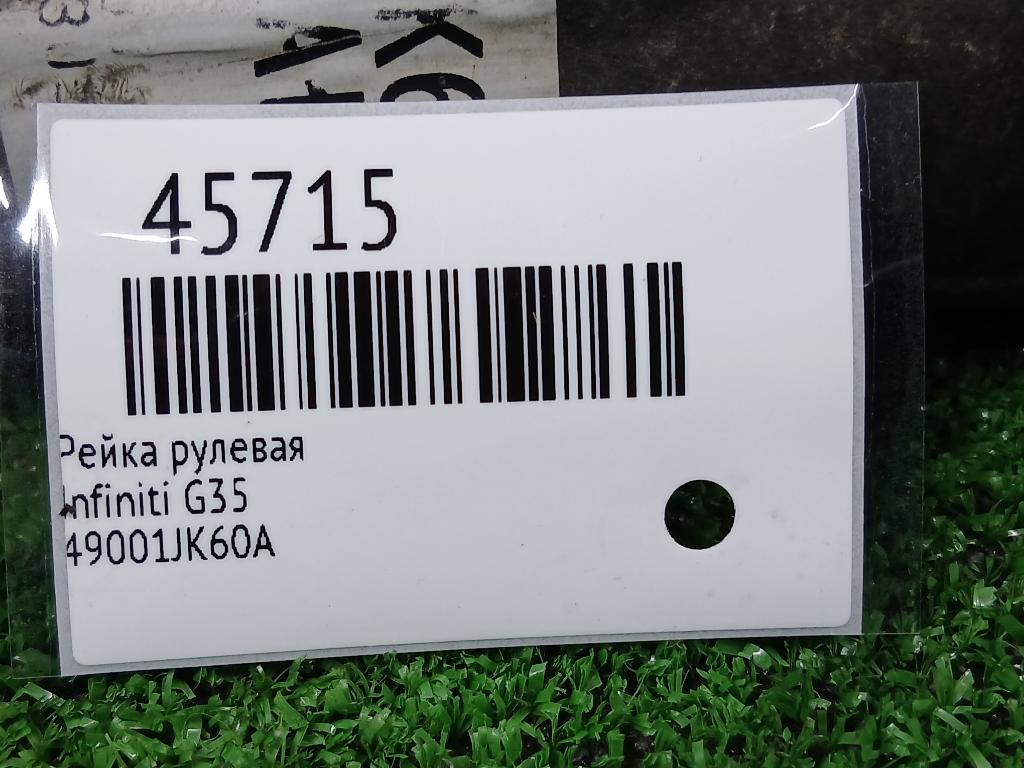 45715
Рейка рулевая
Infiniti G35
49001JK60A